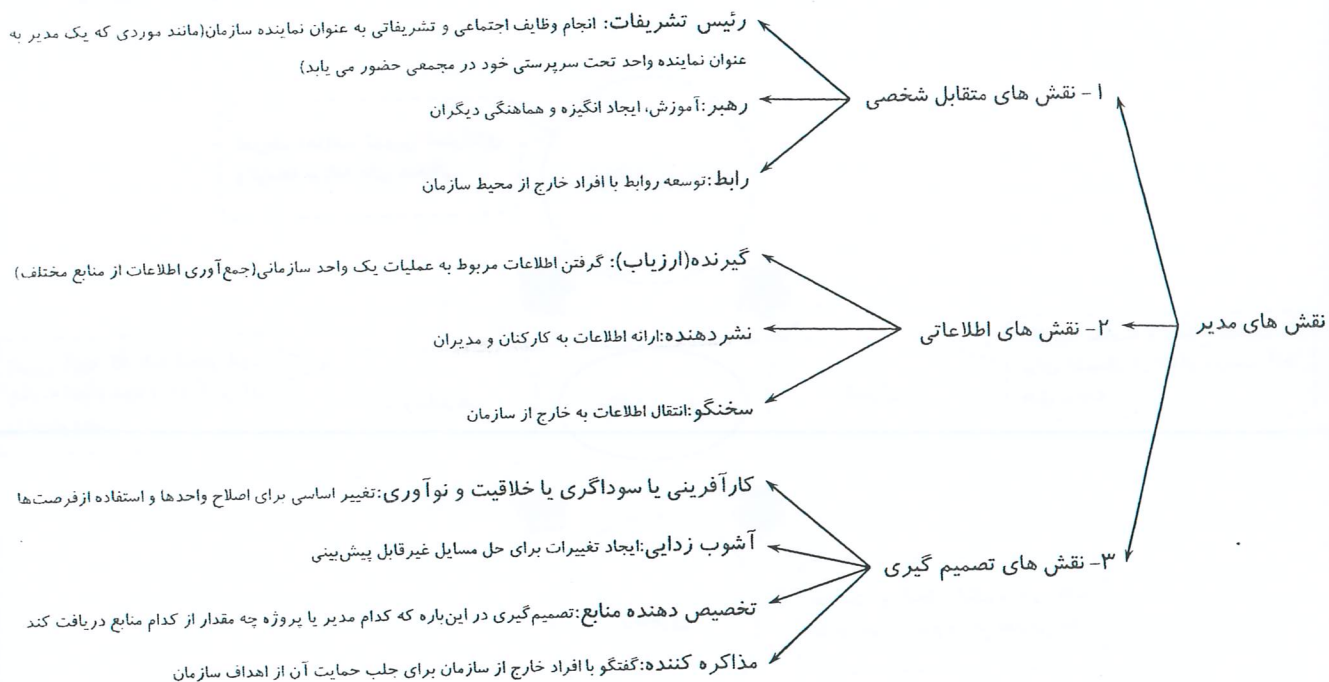 نقش های مدیر
۱- نقش های متقابل شخصی
رئیس تشریفات: انجام وظایف اجتماعی و تشریفاتی به عنوان نماینده سازمان(مانند موردی که یک مدیر به
عنوان نماینده واحد تحت سرپرستی خود در مجمعی حضور می یابد)
رهبر:آموزش، ایجاد انگیزه و هماهنگی دیگران
رابط:توسعه روابط با افراد خارج از محیط سازمان
۲- نقش های اطلاعاتی
گیرنده(ارزیاب): گرفتن اطلاعات مربوط به عملیات یک واحد سازمانی(جمع‌آوری اطلاعات از منابع مختلف)
نشر دهنده:ارائه اطلاعات به کارکنان و مدیران
سخنگو:انتقال اطلاعات به خارج از سازمان
۳- نقش های تصمیم گیری
کارآفرینی یا سوداگری یا خلاقیت و نوآوری:تغییر اساسی برای اصلاح واحدها و استفاده ازفرصت‌ها
آشوب زدایی:ایجاد تغییرات برای حل مسایل غیرقابل پیش‌بینی
تخصیص دهنده منابع:تصمیم‌گیری در این‌باره که کدام مدیر یا پروژه چه مقدار از کدام منابع دریافت کند
مذاکره کننده:گفتگو با افراد خارج از سازمان برای جلب حمایت آن از اهداف سازمان